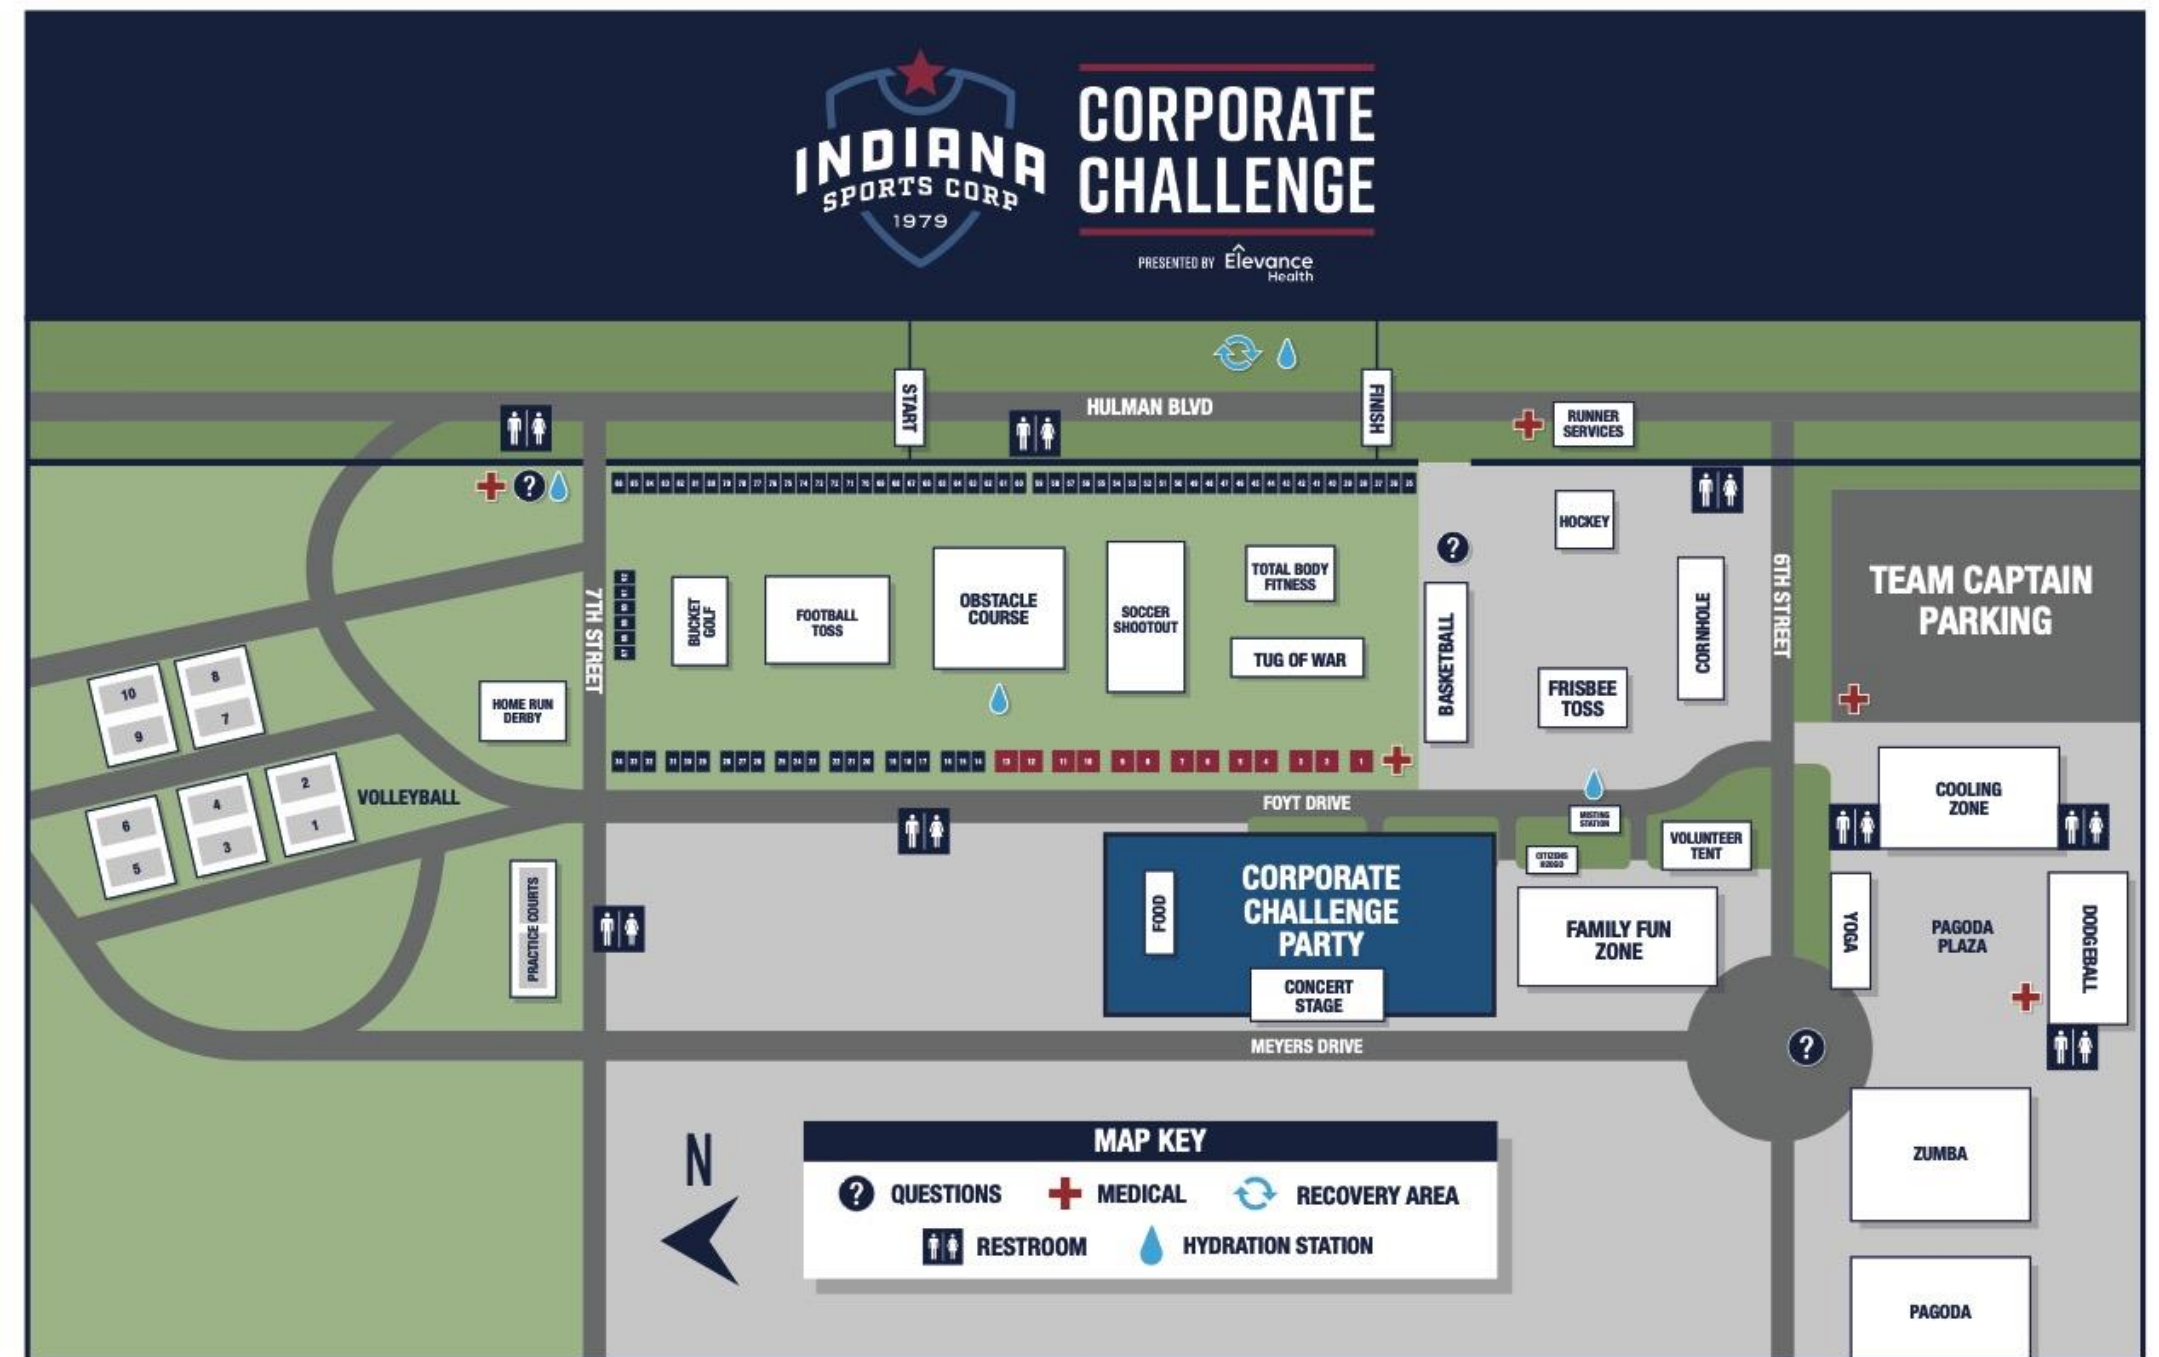 INDIANA
SPORTS CORP
1979
CORPORATE
CHALLENGE
PRESENTED BY Elevance
Health
START
FINISH
HULMAN BLVD
RUNNER
SERVICES
HOCKEY
TEAM CAPTAIN
PARKING
7TH STREET
6TH STREET
BUCKET
GOLF
FOOTBALL
TOSS
OBSTACLE
COURSE
SOCCER
SHOOTOUT
TOTAL BODY
FITNESS
TUG OF WAR
BASKETBALL
CORNHOLE
FRISBEE
TOSS
HOME RUN
DERBY
10
9
8
7
6
5
4
3
2
1
VOLLEYBALL
PRACTICE COURTS
FOYT DRIVE
MISTING
STATION
VOLUNTEER
TENT
COOLING
ZONE
FOOD
CORPORATE
CHALLENGE
PARTY
CONCERT
STAGE
FAMILY FUN
ZONE
YOGA
PAGODA
PLAZA
DODGEBALL
MEYERS DRIVE
ZUMBA
PAGODA
N
MAP KEY
? QUESTIONS
MEDICAL
RECOVERY AREA
RESTROOM
HYDRATION STATION